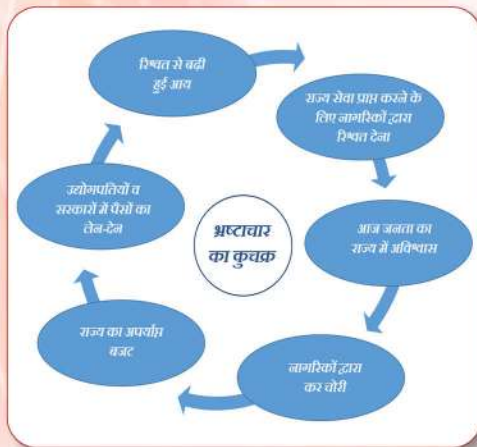 रिश्वत से बढ़ी
हुई आय
राज्य सेवा प्राप्त करने के
लिए नागरिकों द्वारा
रिश्वत देना
आज जनता का
राज्य में अविश्वास
नागरिकों द्वारा
कर चोरी
राज्य का अपर्याप्त
बजट
उद्योगपतियों व
सरकारों में पैसों का
लेन-देन
भ्रष्टाचार
का कुचक्र